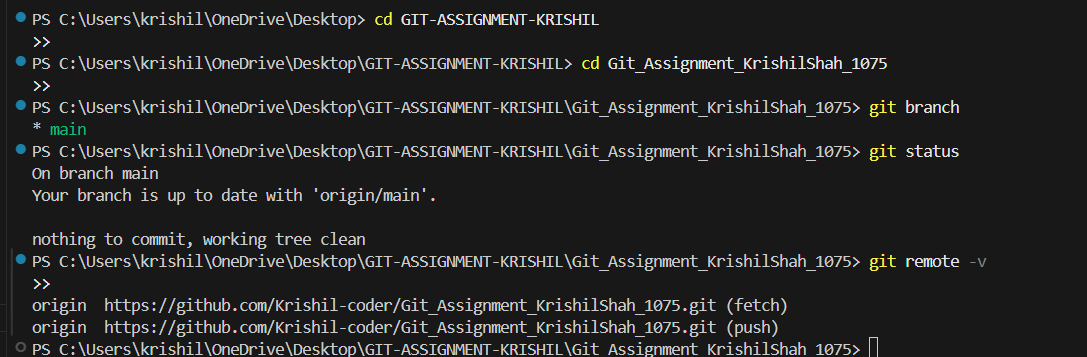 PS C:\Users\krishil\OneDrive\Desktop> cd GIT-ASSIGNMENT-KRISHIL
>>
PS C:\Users\krishil\OneDrive\Desktop\GIT-ASSIGNMENT-KRISHIL> cd Git_Assignment_KrishilShah_1075
>>
PS C:\Users\krishil\OneDrive\Desktop\GIT-ASSIGNMENT-KRISHIL\Git_Assignment_KrishilShah_1075> git branch
* main
PS C:\Users\krishil\OneDrive\Desktop\GIT-ASSIGNMENT-KRISHIL\Git_Assignment_KrishilShah_1075> git status
On branch main
Your branch is up to date with 'origin/main'.
nothing to commit, working tree clean
PS C:\Users\krishil\OneDrive\Desktop\GIT-ASSIGNMENT-KRISHIL\Git_Assignment_KrishilShah_1075> git remote -v
>>
origin  https://github.com/Krishil-coder/Git_Assignment_KrishilShah_1075.git (fetch)
origin  https://github.com/Krishil-coder/Git_Assignment_KrishilShah_1075.git (push)
PS C:\Users\krishil\OneDrive\Desktop\GIT-ASSIGNMENT-KRISHIL\Git_Assignment_KrishilShah_1075>